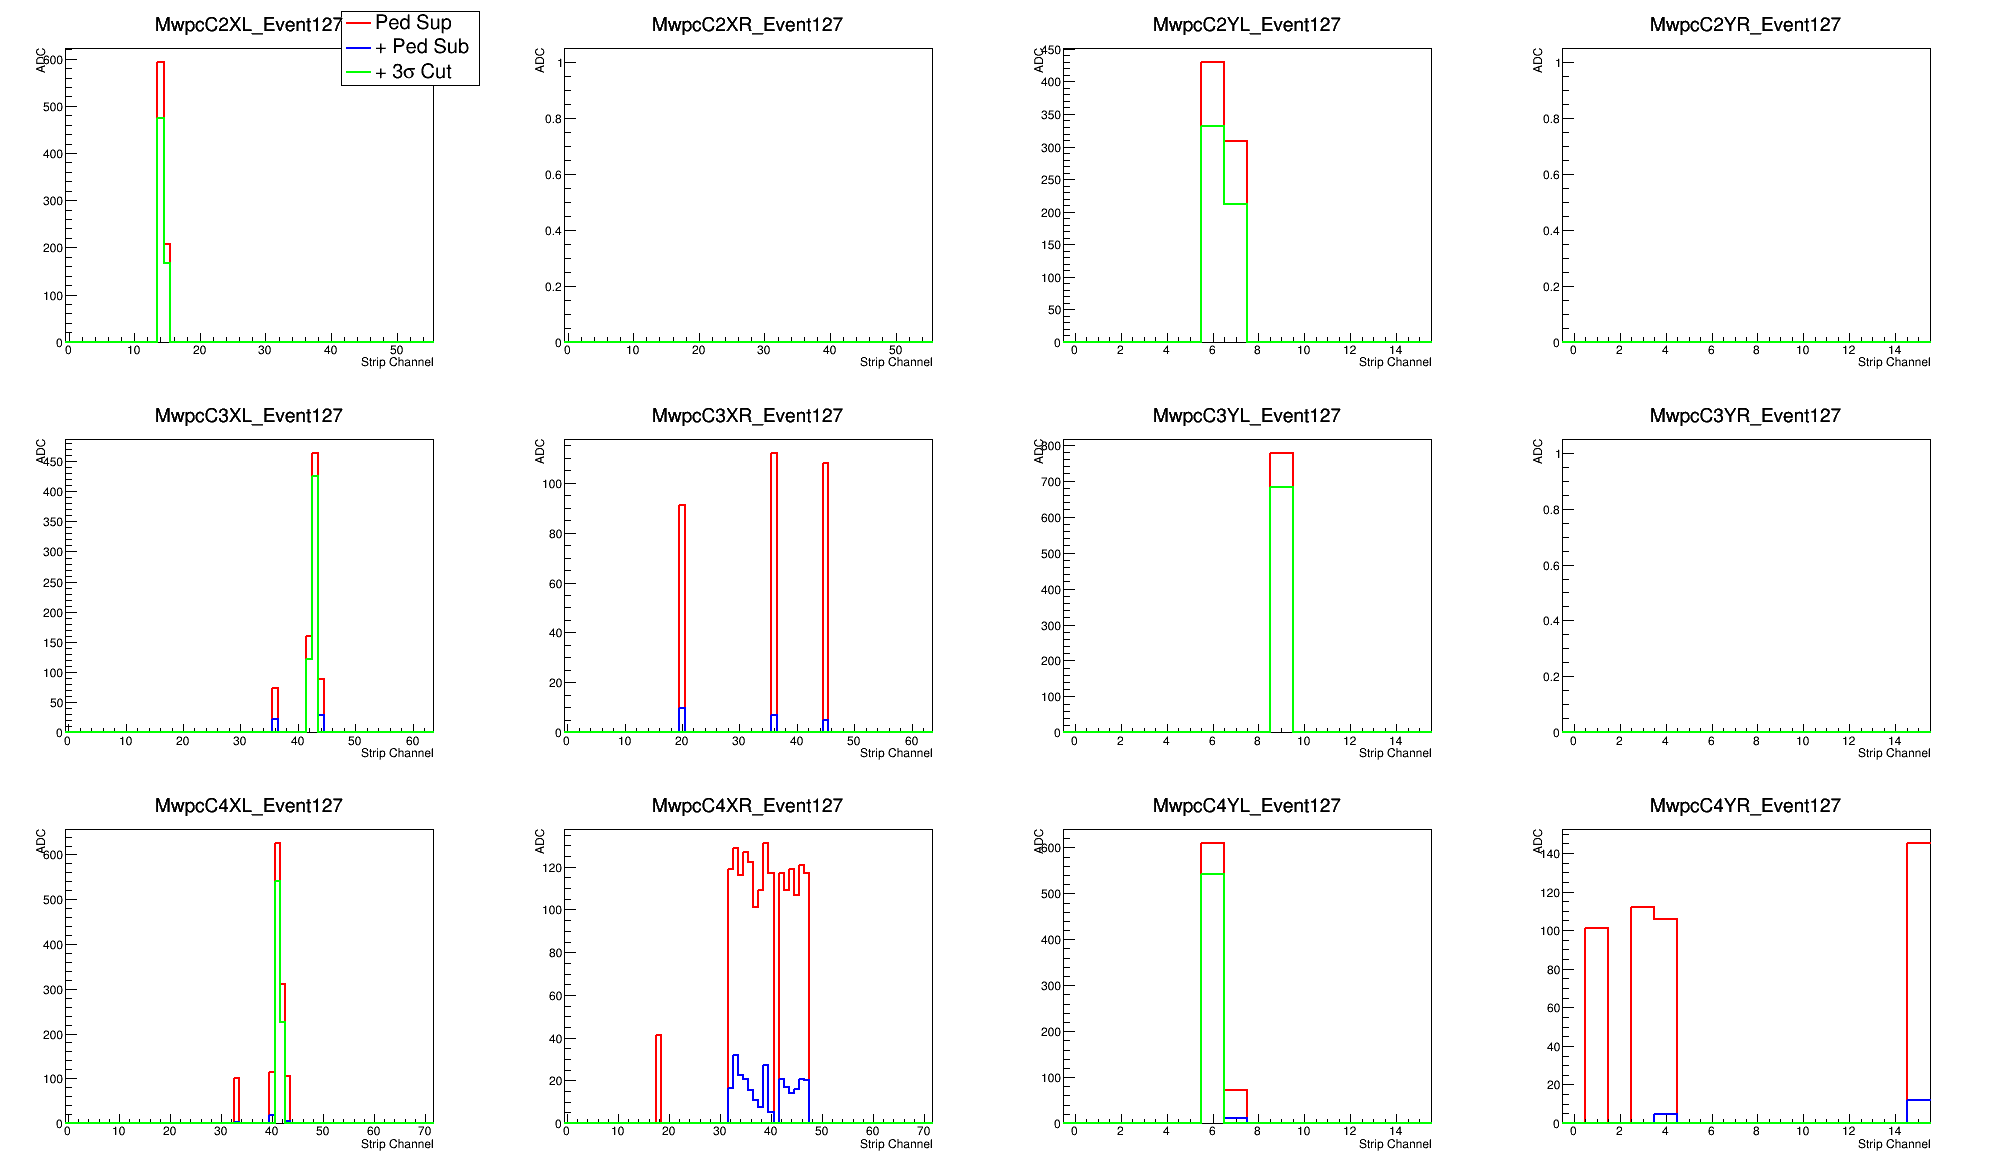 MwpcC2XL_Event127
Ped Sup
+ Ped Sub
+ 3σ Cut
ADC
600
500
400
300
200
100
0
0 10 20 30 40 50
Strip Channel
MwpcC2XR_Event127
ADC
1
0.8
0.6
0.4
0.2
0
0 10 20 30 40 50
Strip Channel
MwpcC2YL_Event127
ADC
450
400
350
300
250
200
150
100
50
0
0 2 4 6 8 10 12 14
Strip Channel
MwpcC2YR_Event127
ADC
1
0.8
0.6
0.4
0.2
0
0 2 4 6 8 10 12 14
Strip Channel
MwpcC3XL_Event127
ADC
450
400
350
300
250
200
150
100
50
0
0 10 20 30 40 50 60
Strip Channel
MwpcC3XR_Event127
ADC
100
80
60
40
20
0
0 10 20 30 40 50 60
Strip Channel
MwpcC3YL_Event127
ADC
800
700
600
500
400
300
200
100
0
0 2 4 6 8 10 12 14
Strip Channel
MwpcC3YR_Event127
ADC
1
0.8
0.6
0.4
0.2
0
0 2 4 6 8 10 12 14
Strip Channel
MwpcC4XL_Event127
ADC
600
500
400
300
200
100
0
0 10 20 30 40 50 60 70
Strip Channel
MwpcC4XR_Event127
ADC
120
100
80
60
40
20
0
0 10 20 30 40 50 60 70
Strip Channel
MwpcC4YL_Event127
ADC
600
500
400
300
200
100
0
0 2 4 6 8 10 12 14
Strip Channel
MwpcC4YR_Event127
ADC
140
120
100
80
60
40
20
0
0 2 4 6 8 10 12 14
Strip Channel